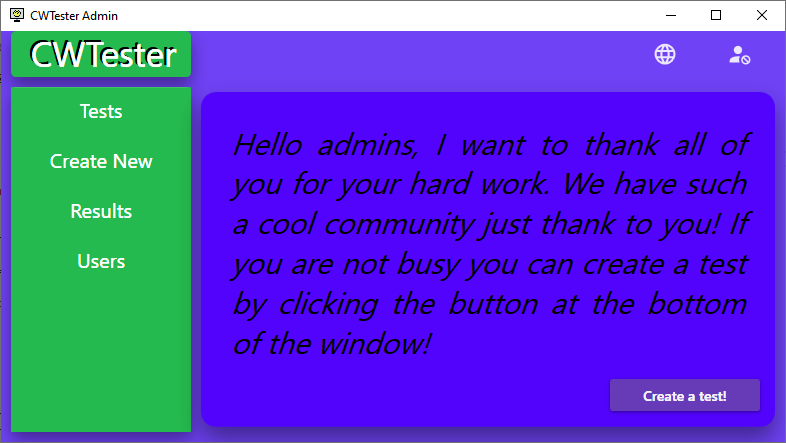 CWTester Admin
CWTester
Tests
Create New
Results
Users
Hello admins, I want to thank all of
you for your hard work. We have such
a cool community just thank to you! If
you are not busy you can create a test
by clicking the button at the bottom
of the window!
Create a test!